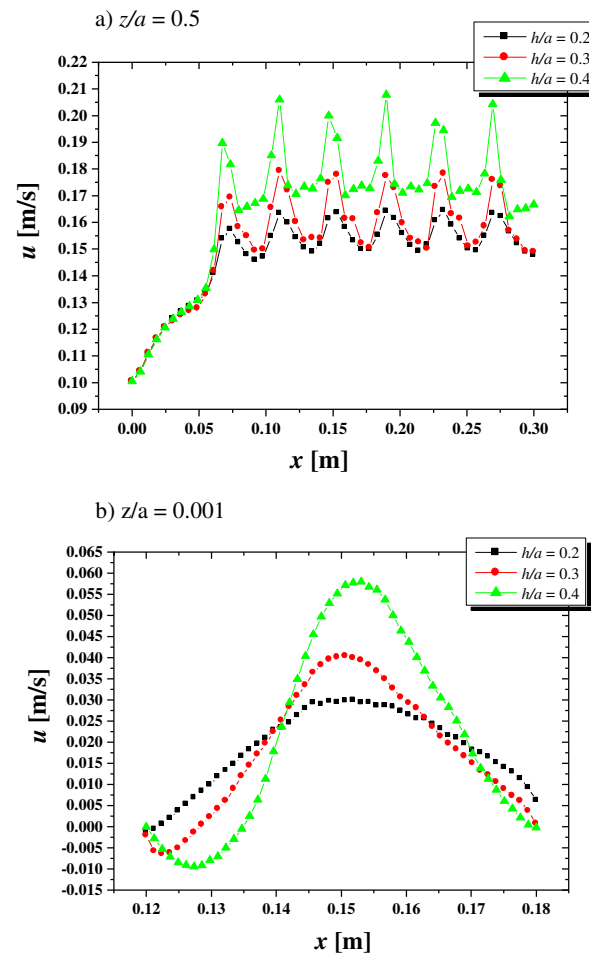 a) z/a = 0.5
h/a = 0.2
h/a = 0.3
h/a = 0.4
0.22
0.21
0.20
0.19
0.18
0.17
0.16
0.15
0.14
0.13
0.12
0.11
0.10
0.09
u [m/s]
0.00 0.05 0.10 0.15 0.20 0.25 0.30
x [m]
b) z/a = 0.001
h/a = 0.2
h/a = 0.3
h/a = 0.4
0.065
0.060
0.055
0.050
0.045
0.040
0.035
0.030
0.025
0.020
0.015
0.010
0.005
0.000
-0.005
-0.010
-0.015
u [m/s]
0.12 0.13 0.14 0.15 0.16 0.17 0.18
x [m]